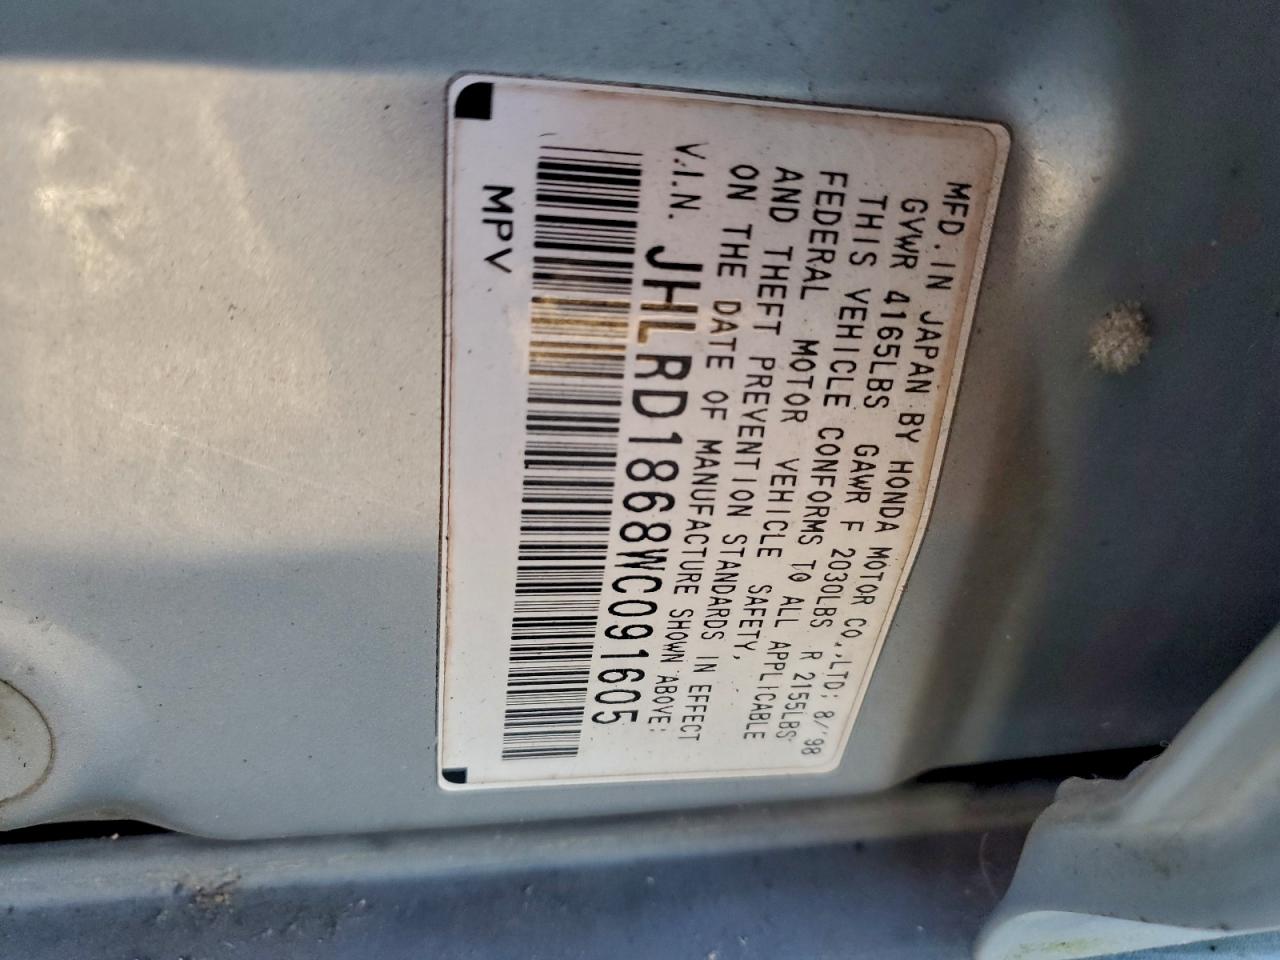 MFD. IN JAPAN BY HONDA MOTOR CO.,LTD; 8/'98
GVWR 4165LBS GAWR F 2030LBS R 2155LBS
THIS VEHICLE CONFORMS TO ALL APPLICABLE
FEDERAL MOTOR VEHICLE SAFETY,
AND THEFT PREVENTION STANDARDS IN EFFECT
ON THE DATE OF MANUFACTURE SHOWN ABOVE:
V.I.N. JHLRD1868WC091605
MPV